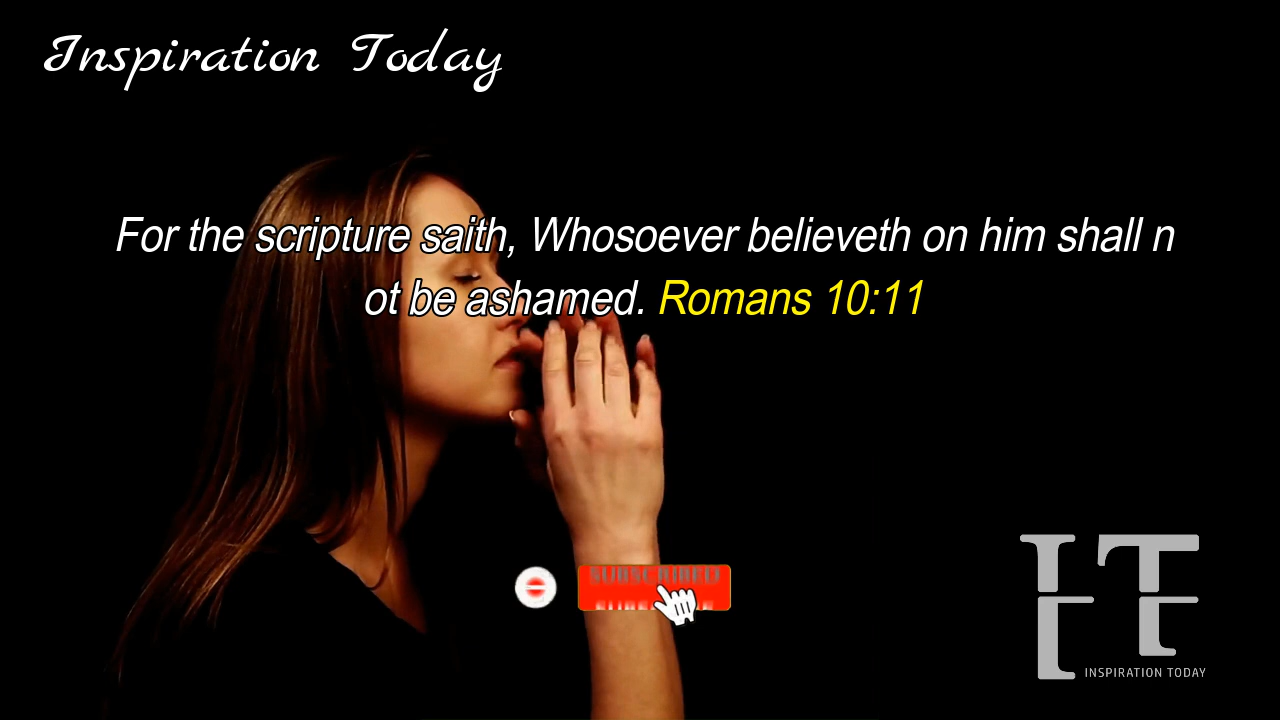 Inspiration Today
For the scripture saith, Whosoever believeth on him shall n
ot be ashamed. Romans 10:11
SUBSCRIBED
INSPIRATION TODAY